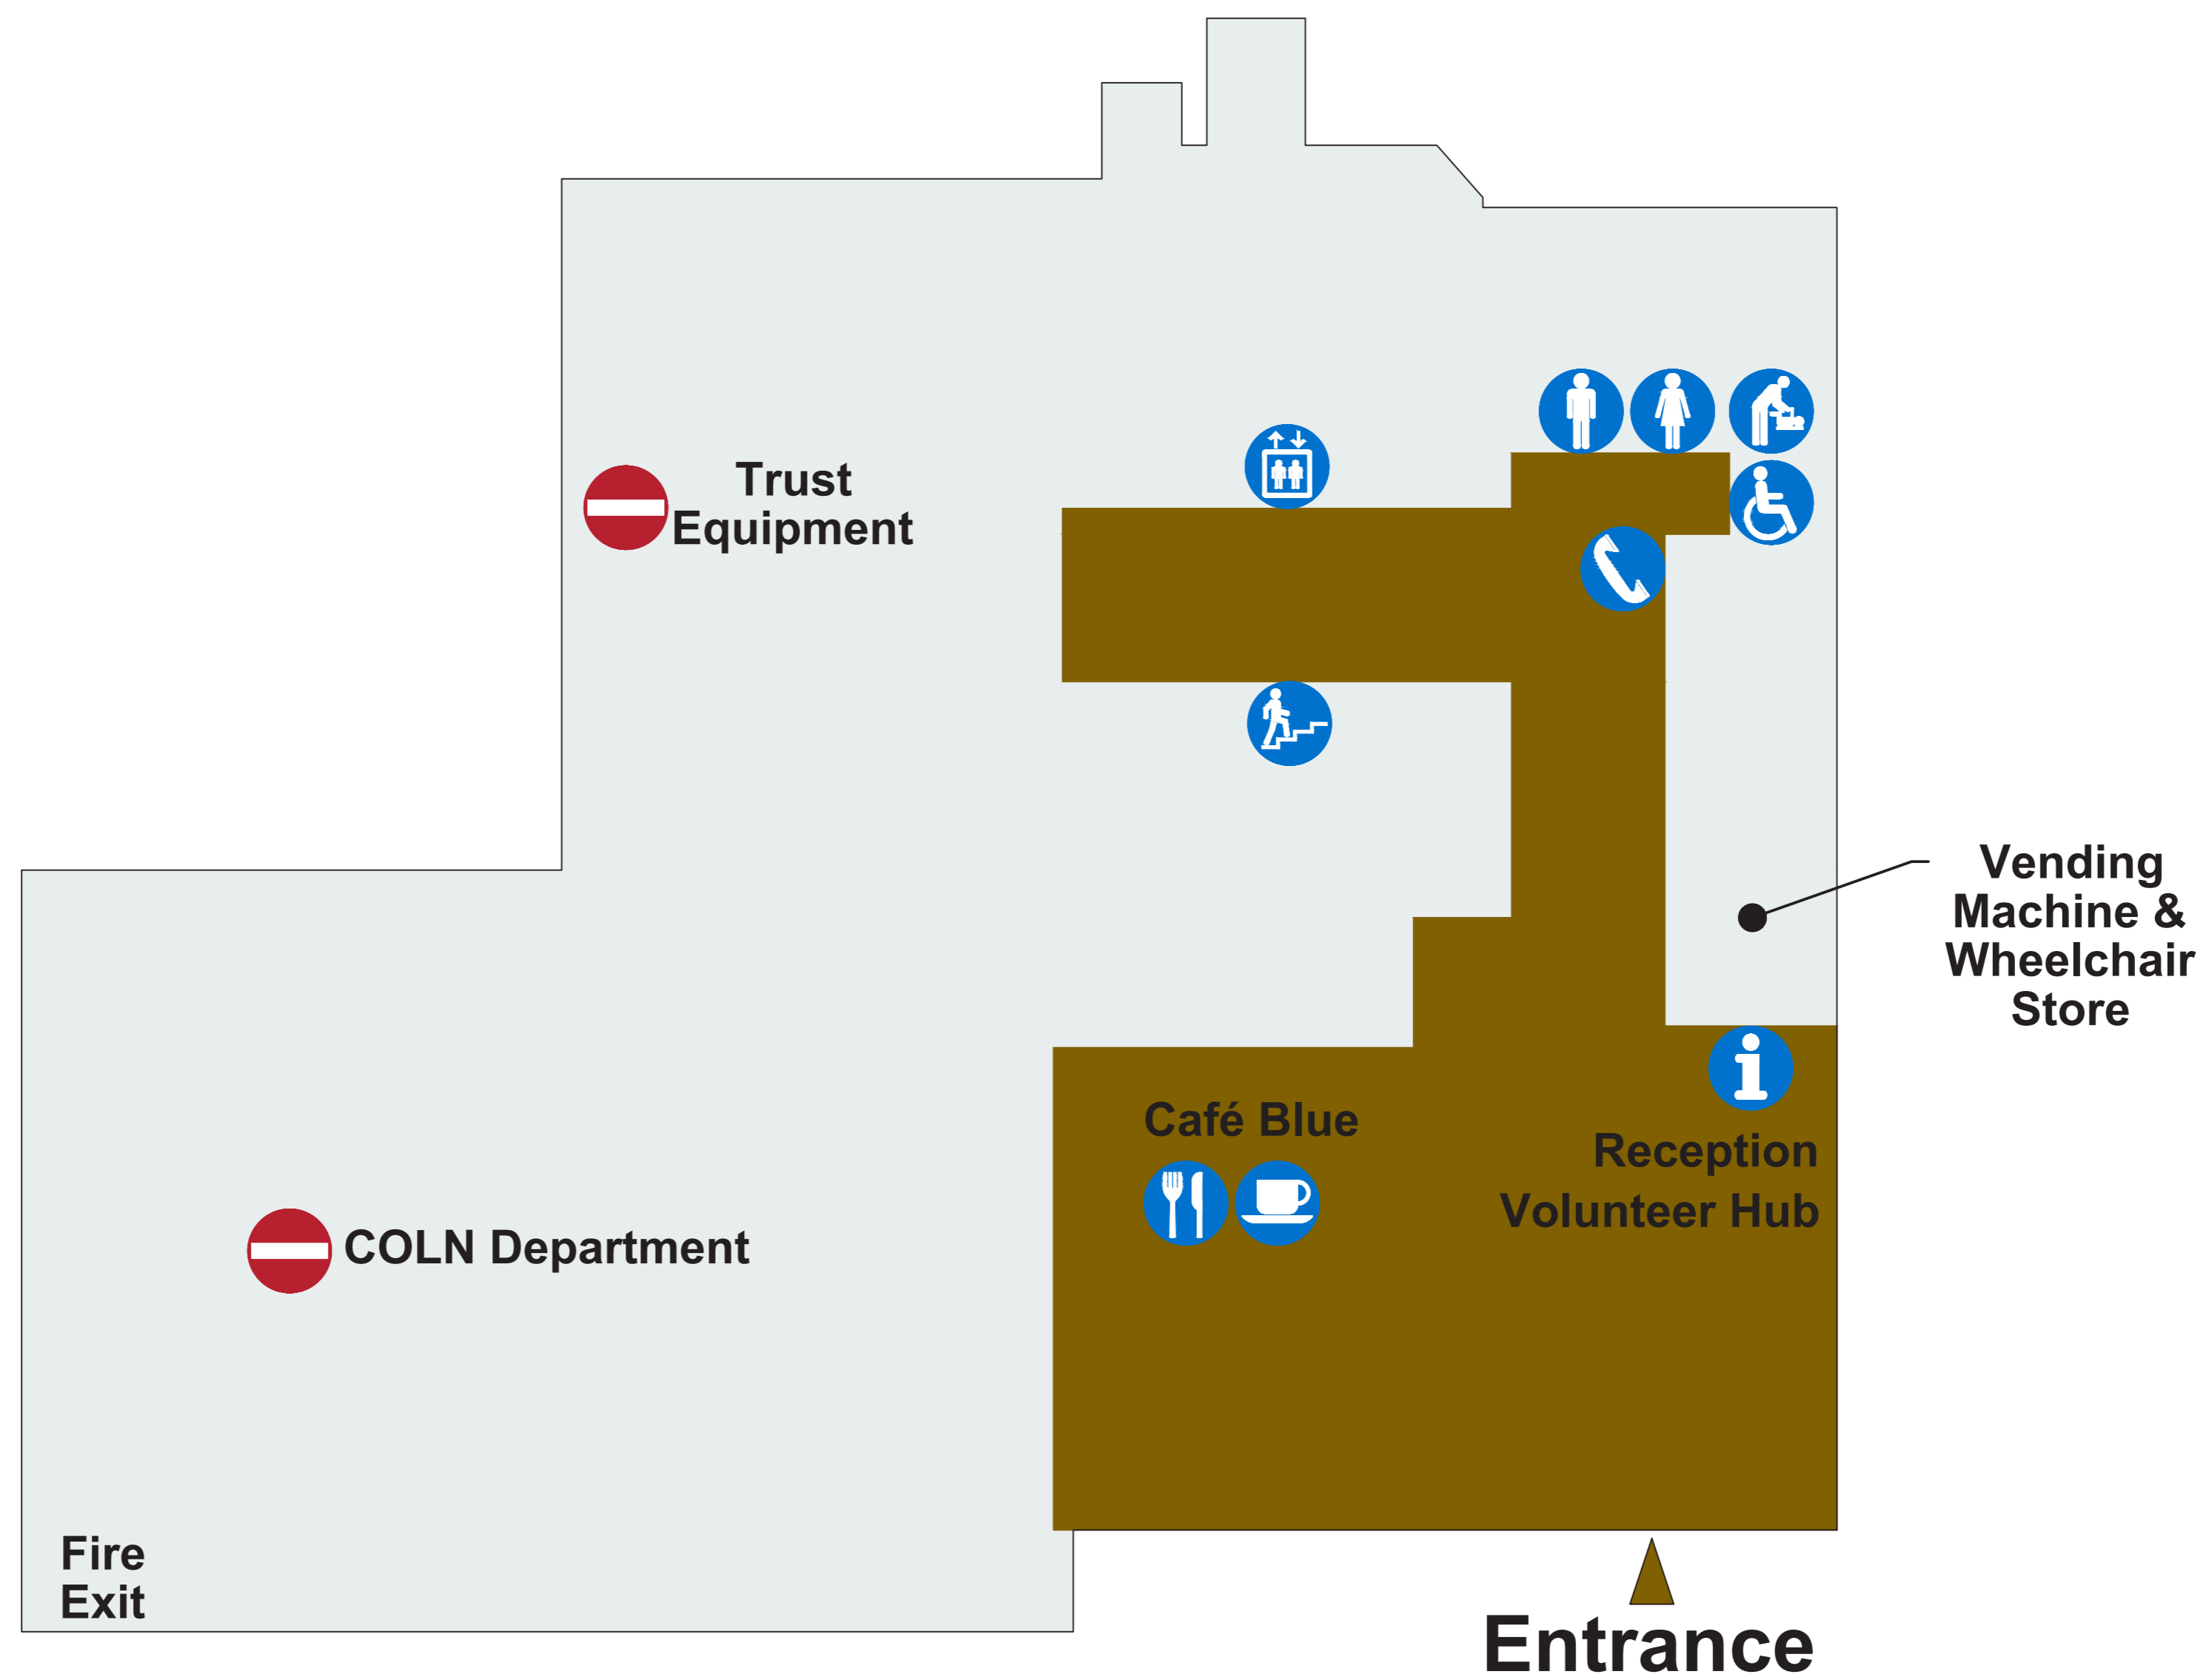 Trust
Equipment
Vending
Machine &
Wheelchair
Store
Café Blue
Reception
Volunteer Hub
COLN Department
Fire
Exit
Entrance